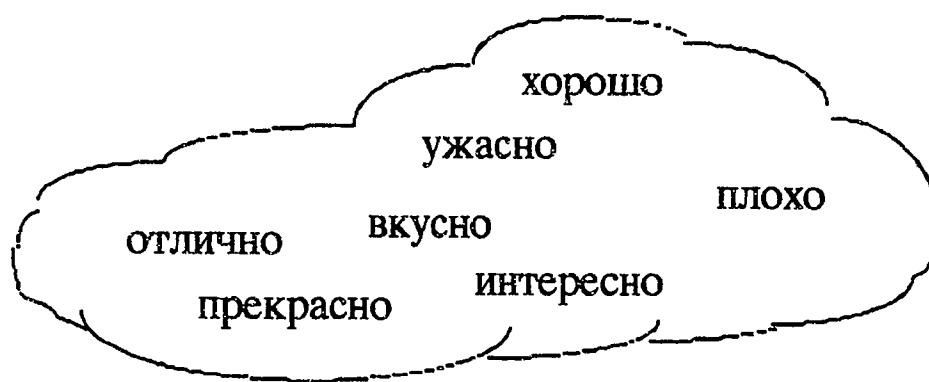 хорошо
ужасно
плохо
вкусно
отлично
интересно
прекрасно